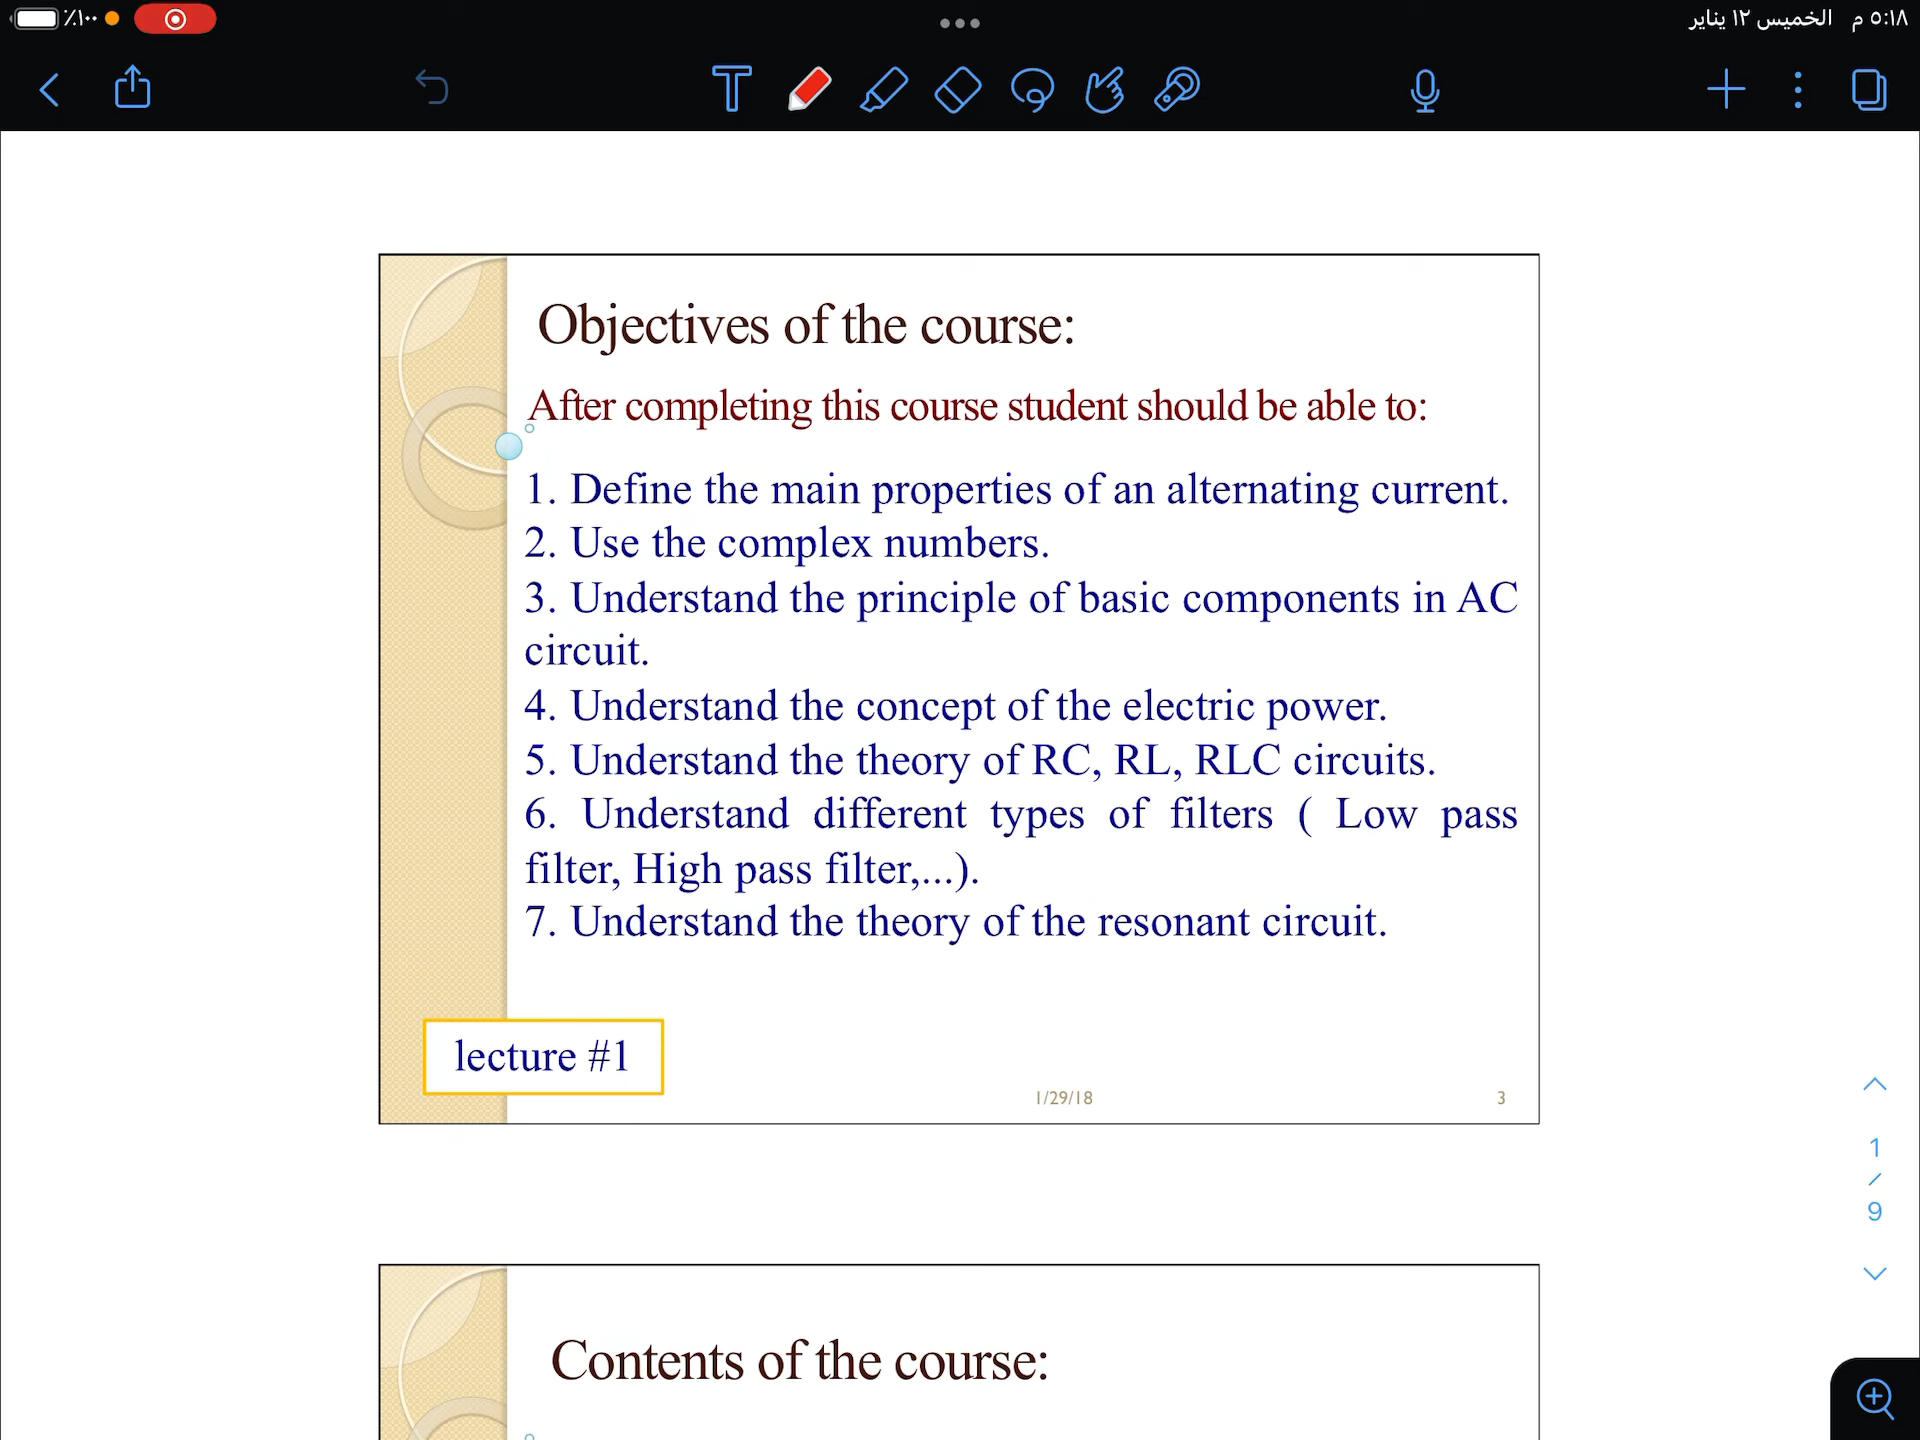 ٪١٠٠
٥:١٨ م الخميس ١٢ يناير
Objectives of the course:
After completing this course student should be able to:
1. Define the main properties of an alternating current.
2. Use the complex numbers.
3. Understand the principle of basic components in AC
circuit.
4. Understand the concept of the electric power.
5. Understand the theory of RC, RL, RLC circuits.
6. Understand different types of filters ( Low pass
filter, High pass filter,...).
7. Understand the theory of the resonant circuit.
lecture #1
1/29/18
3
1
/
9
Contents of the course: